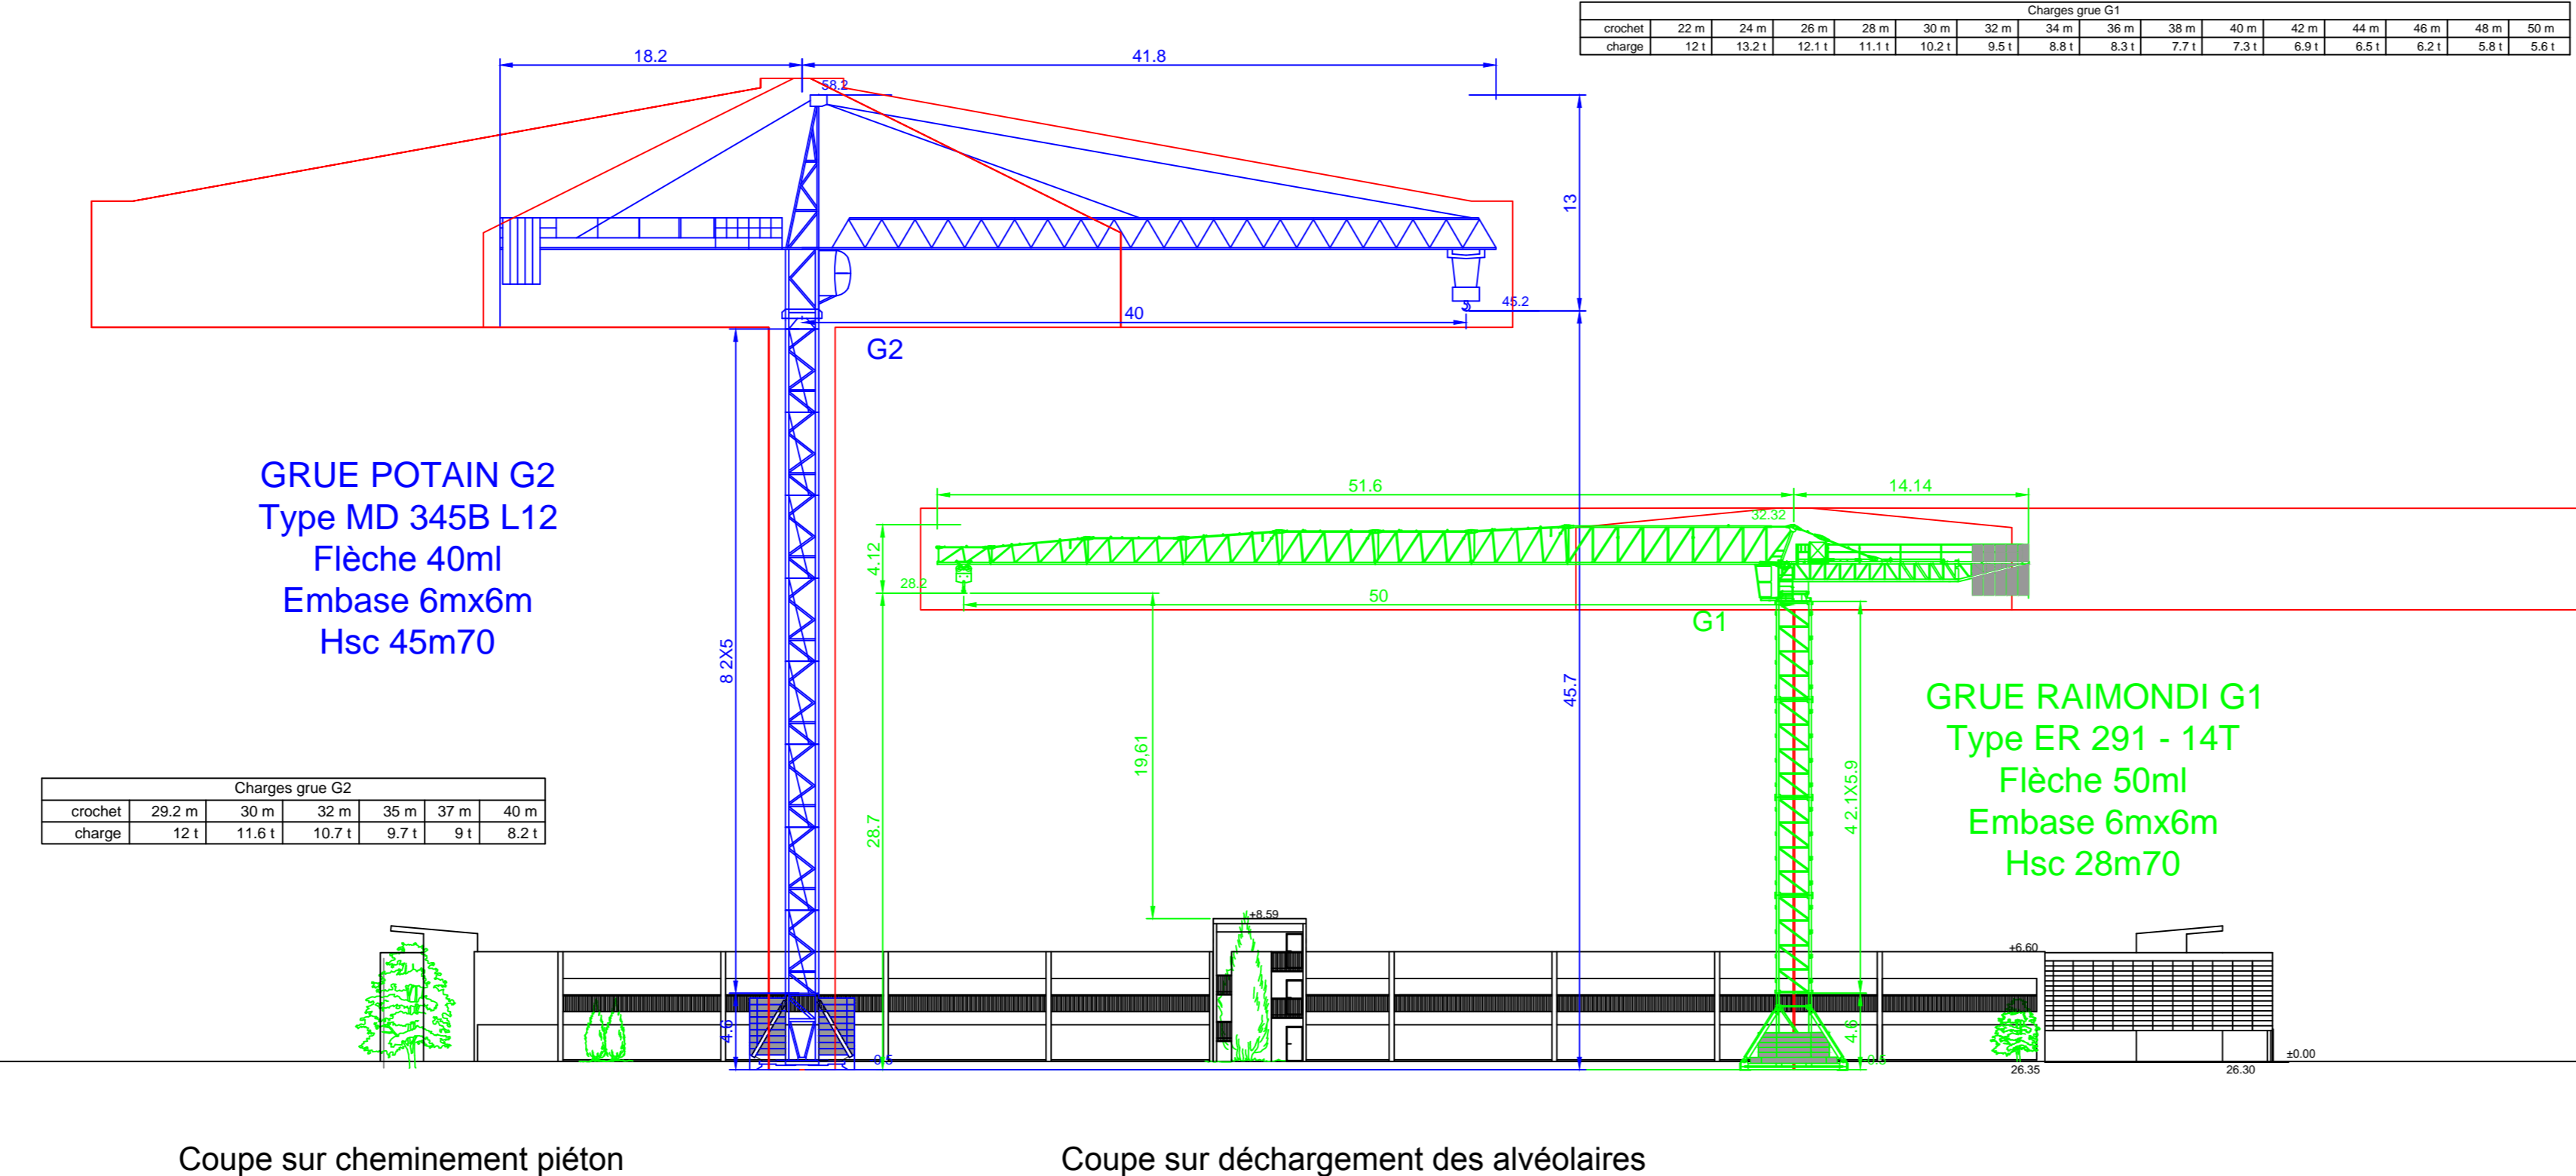 Charges grue G1
crochet 22 m 24 m 26 m 28 m 30 m 32 m 34 m 36 m 38 m 40 m 42 m 44 m 46 m 48 m 50 m
charge 12 t 13.2 t 12.1 t 11.1 t 10.2 t 9.5 t 8.8 t 8.3 t 7.7 t 7.3 t 6.9 t 6.5 t 6.2 t 5.8 t 5.6 t
18.2
41.8
58.2
13
45.2
40
G2
GRUE POTAIN G2
Type MD 345B L12
Flèche 40ml
Embase 6mx6m
Hsc 45m70
51.6
14.14
32.32
4.12
28.2
50
G1
8 2X5
45.7
19,61
28.7
4 2.1X5.9
GRUE RAIMONDI G1
Type ER 291 - 14T
Flèche 50ml
Embase 6mx6m
Hsc 28m70
Charges grue G2
crochet 29.2 m 30 m 32 m 35 m 37 m 40 m
charge 12 t 11.6 t 10.7 t 9.7 t 9 t 8.2 t
+8.59
+6.60
4.6
4.6
-0.5
-0.5
±0.00
26.35
26.30
Coupe sur cheminement piéton
Coupe sur déchargement des alvéolaires